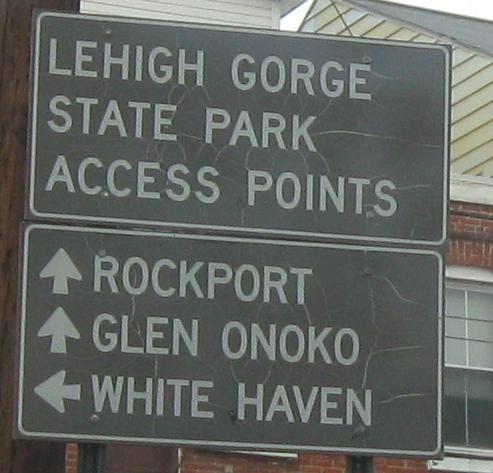 LEHIGH GORGE
STATE PARK
ACCESS POINTS
↑ ROCKPORT
↑ GLEN ONOKO
← WHITE HAVEN